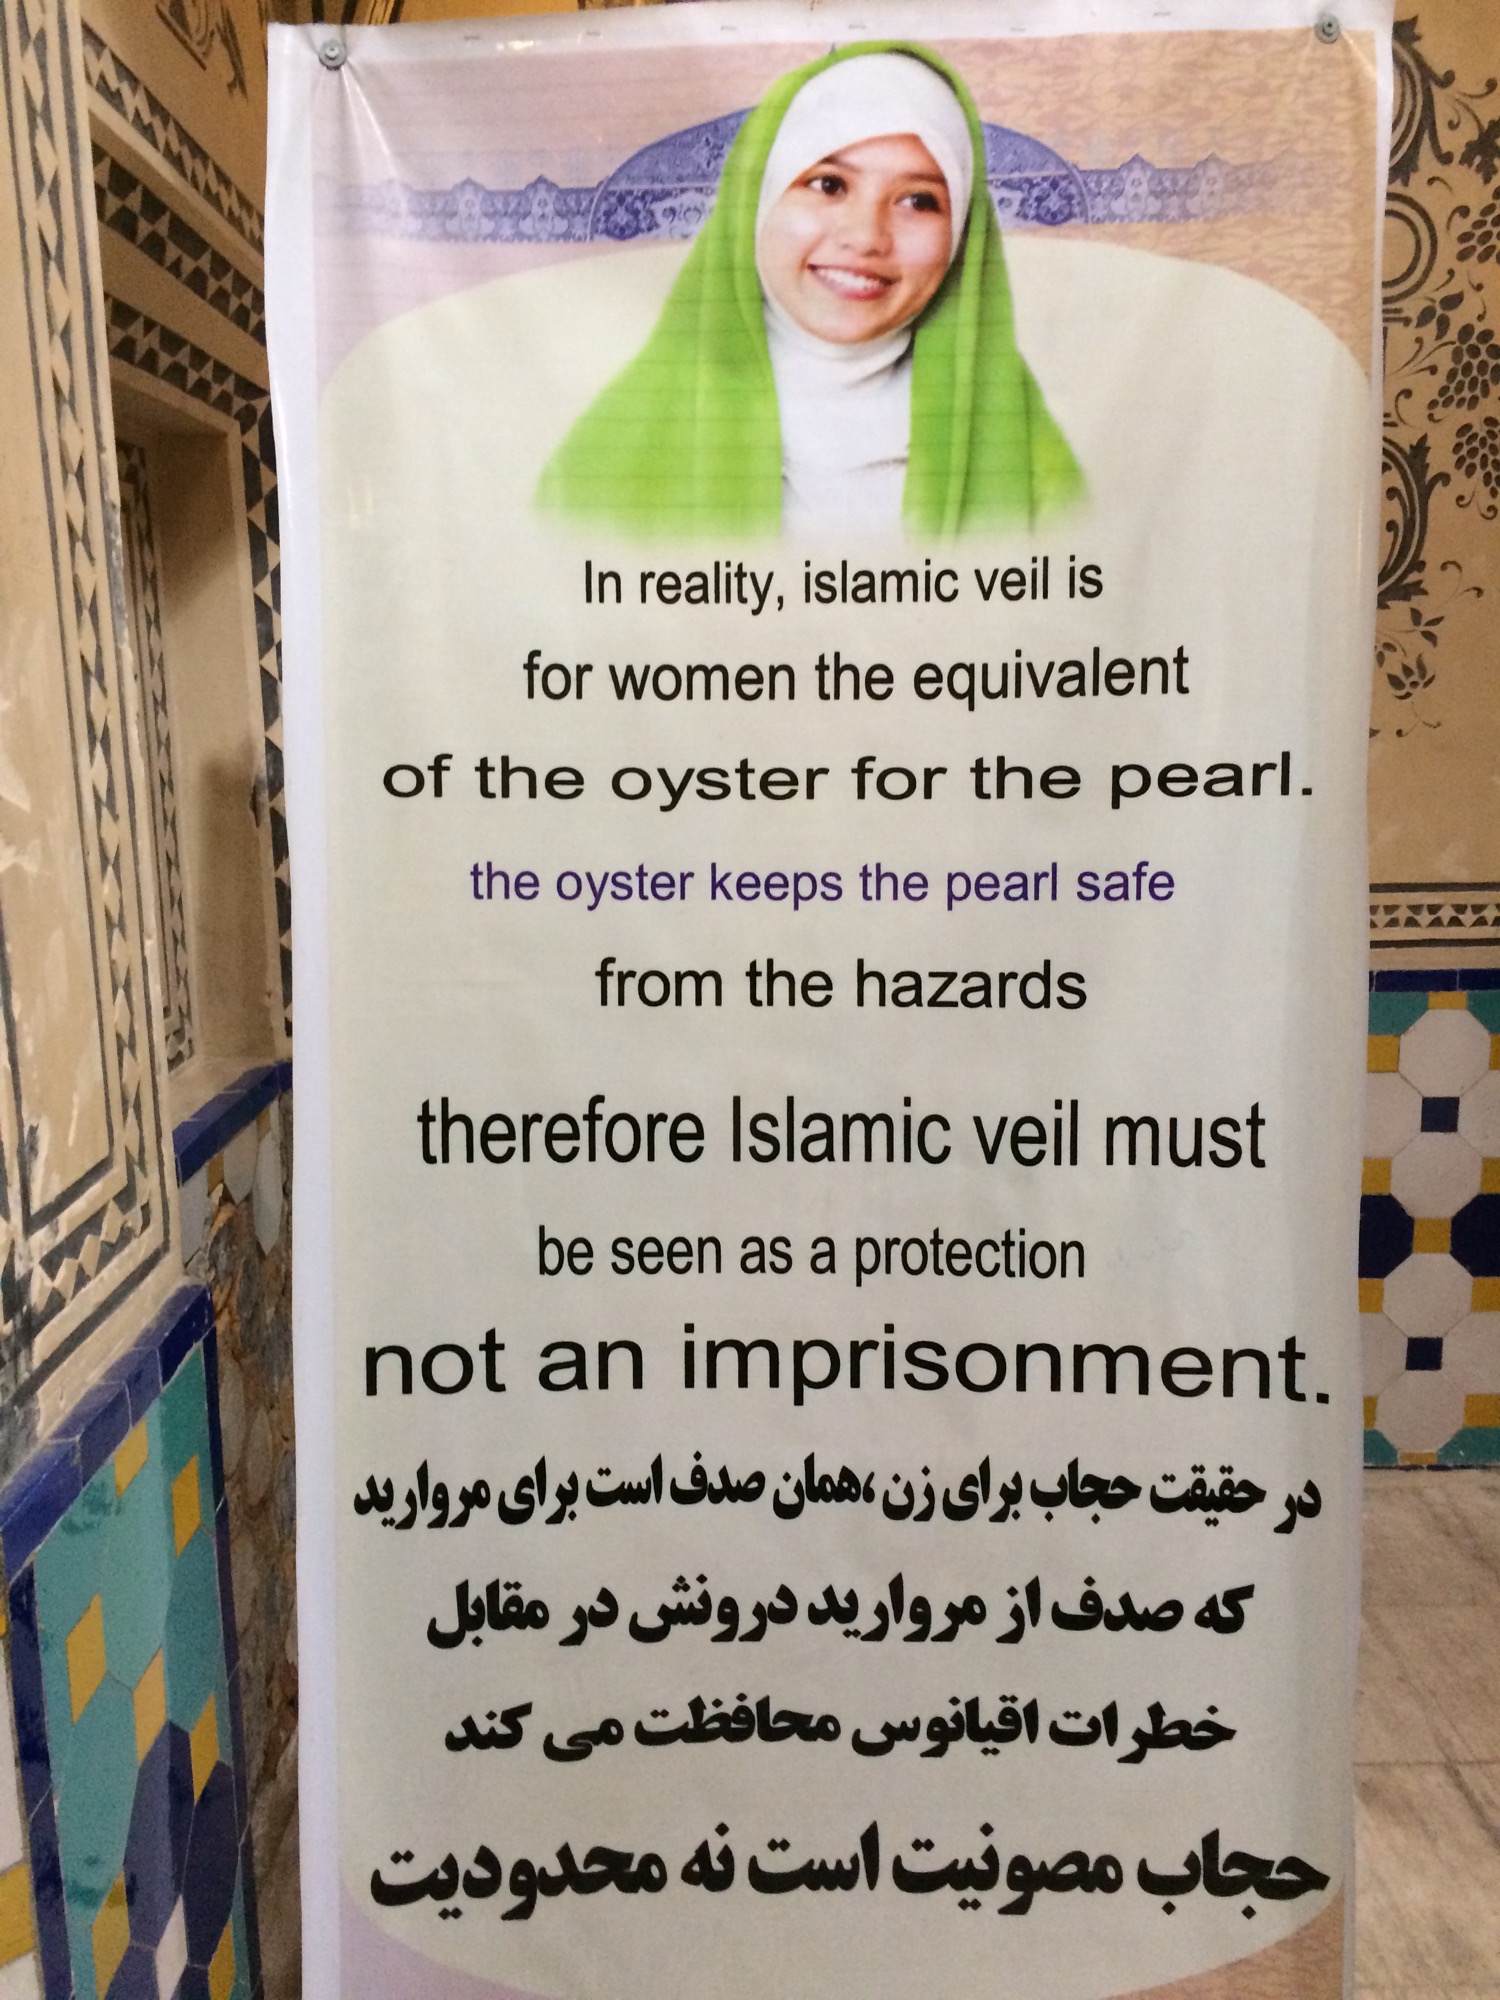 In reality, islamic veil is
for women the equivalent
of the oyster for the pearl.
the oyster keeps the pearl safe
from the hazards
therefore Islamic veil must
be seen as a protection
not an imprisonment.
در حقیقت حجاب برای زن ،همان صدف است برای مروارید
که صدف از مروارید درونش در مقابل
خطرات اقیانوس محافظت می کند
حجاب مصونیت است نه محدودیت